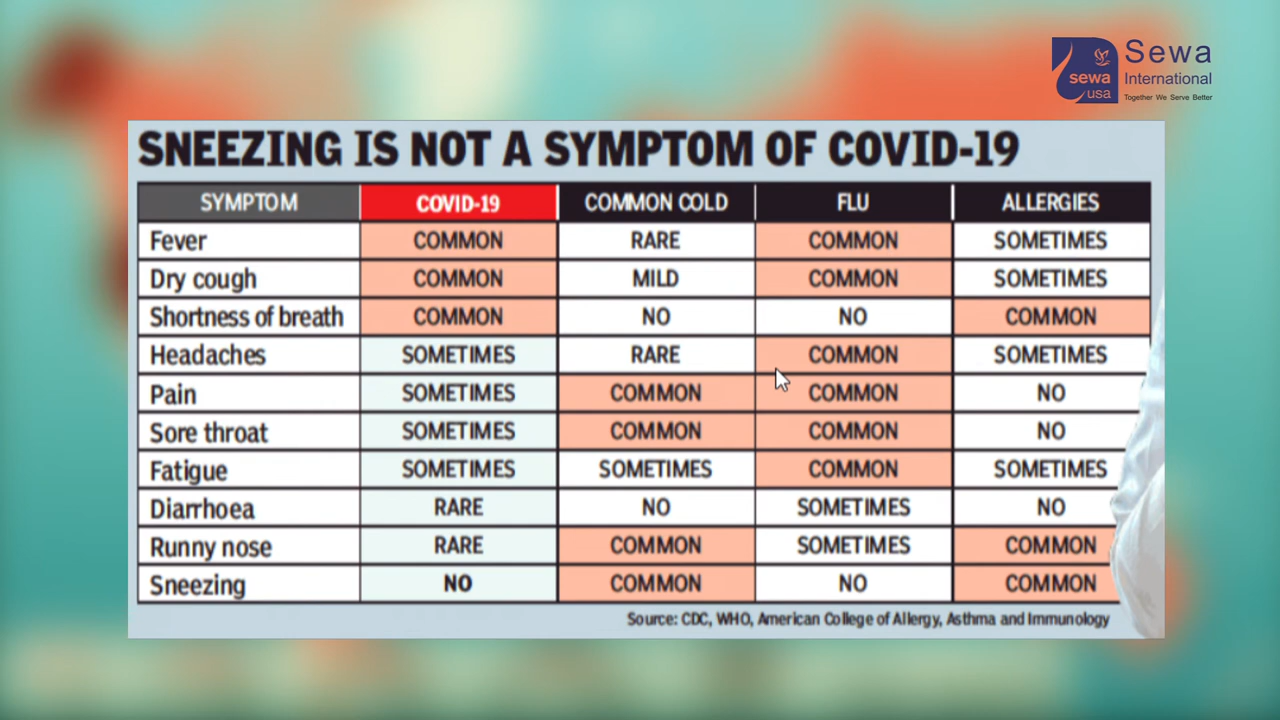 Sewa
International
Together We Serve Better
sewa
usa
SNEEZING IS NOT A SYMPTOM OF COVID-19
SYMPTOM COVID-19 COMMON COLD FLU ALLERGIES
Fever COMMON RARE COMMON SOMETIMES
Dry cough COMMON MILD COMMON SOMETIMES
Shortness of breath COMMON NO NO COMMON
Headaches SOMETIMES RARE COMMON SOMETIMES
Pain SOMETIMES COMMON COMMON NO
Sore throat SOMETIMES COMMON COMMON NO
Fatigue SOMETIMES SOMETIMES COMMON SOMETIMES
Diarrhoea RARE NO SOMETIMES NO
Runny nose RARE COMMON SOMETIMES COMMON
Sneezing NO COMMON NO COMMON
Source: CDC, WHO, American College of Allergy, Asthma and Immunology